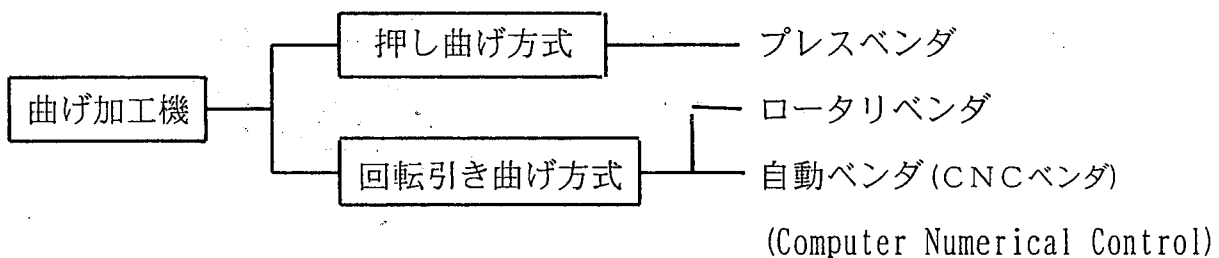 押し曲げ方式
プレスベンダ
曲げ加工機
ロータリベンダ
回転引き曲げ方式
自動ベンダ(CNCベンダ)
(Computer Numerical Control)